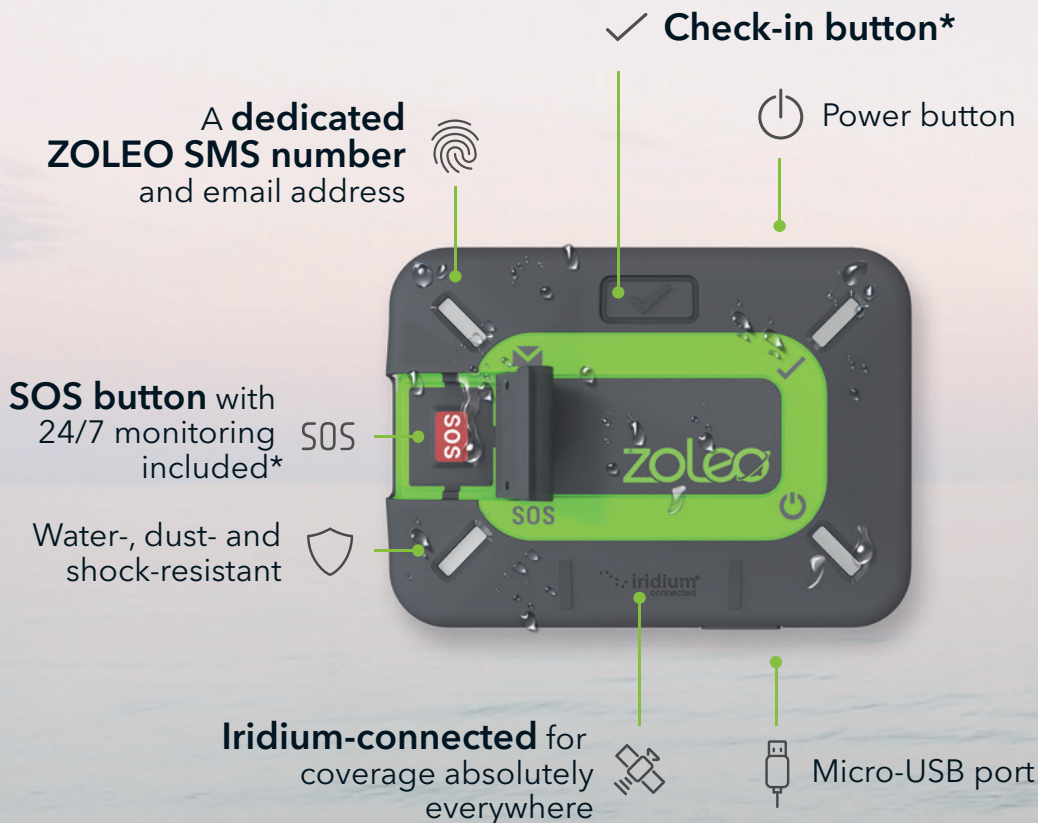 Check-in button*
Power button
A dedicated
ZOLEO SMS number
and email address
SOS button with
24/7 monitoring
included*
SOS
SOS
zoleo
SOS
Water-, dust- and
shock-resistant
iridium®
connected
Iridium-connected for
coverage absolutely
everywhere
Micro-USB port